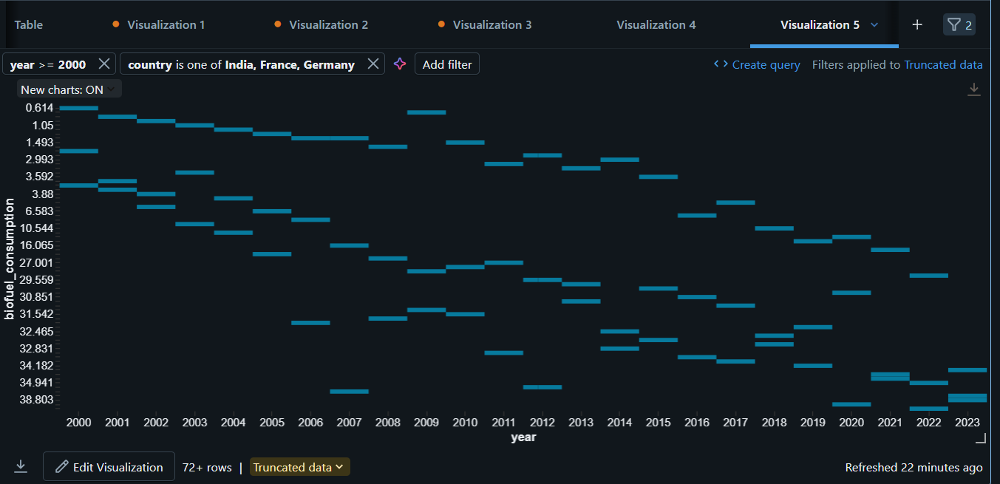 Table Visualization 1 Visualization 2 Visualization 3 Visualization 4 Visualization 5 + 2
year >= 2000 country is one of India, France, Germany Add filter Create query Filters applied to Truncated data
New charts: ON
0.614
1.05
1.493
2.993
3.592
3.88
6.583
10.544
16.065
27.001
29.559
30.851
31.542
32.465
32.831
34.182
34.941
38.803
biofuel_consumption
2000 2001 2002 2003 2004 2005 2006 2007 2008 2009 2010 2011 2012 2013 2014 2015 2016 2017 2018 2019 2020 2021 2022 2023
year
Edit Visualization 72+ rows | Truncated data Refreshed 22 minutes ago